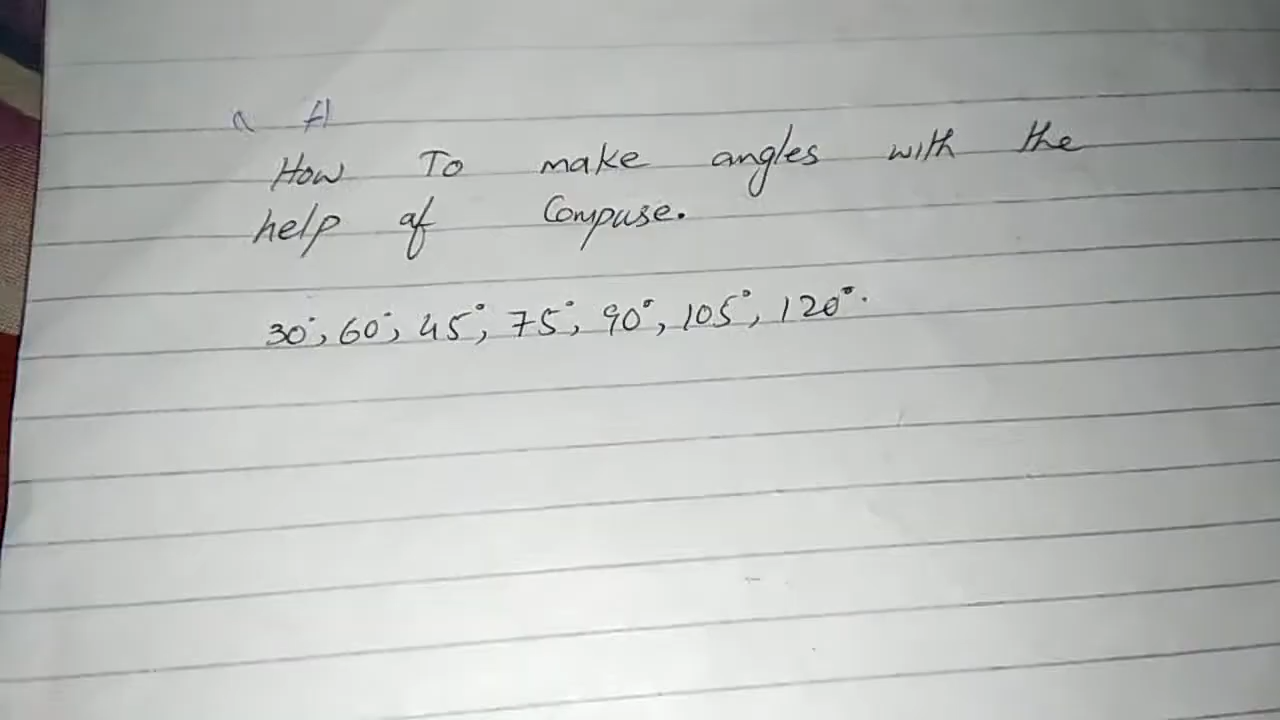 How To make angles with the
help of Compuse.
30°, 60°, 45°, 75°, 90°, 105°, 120°.